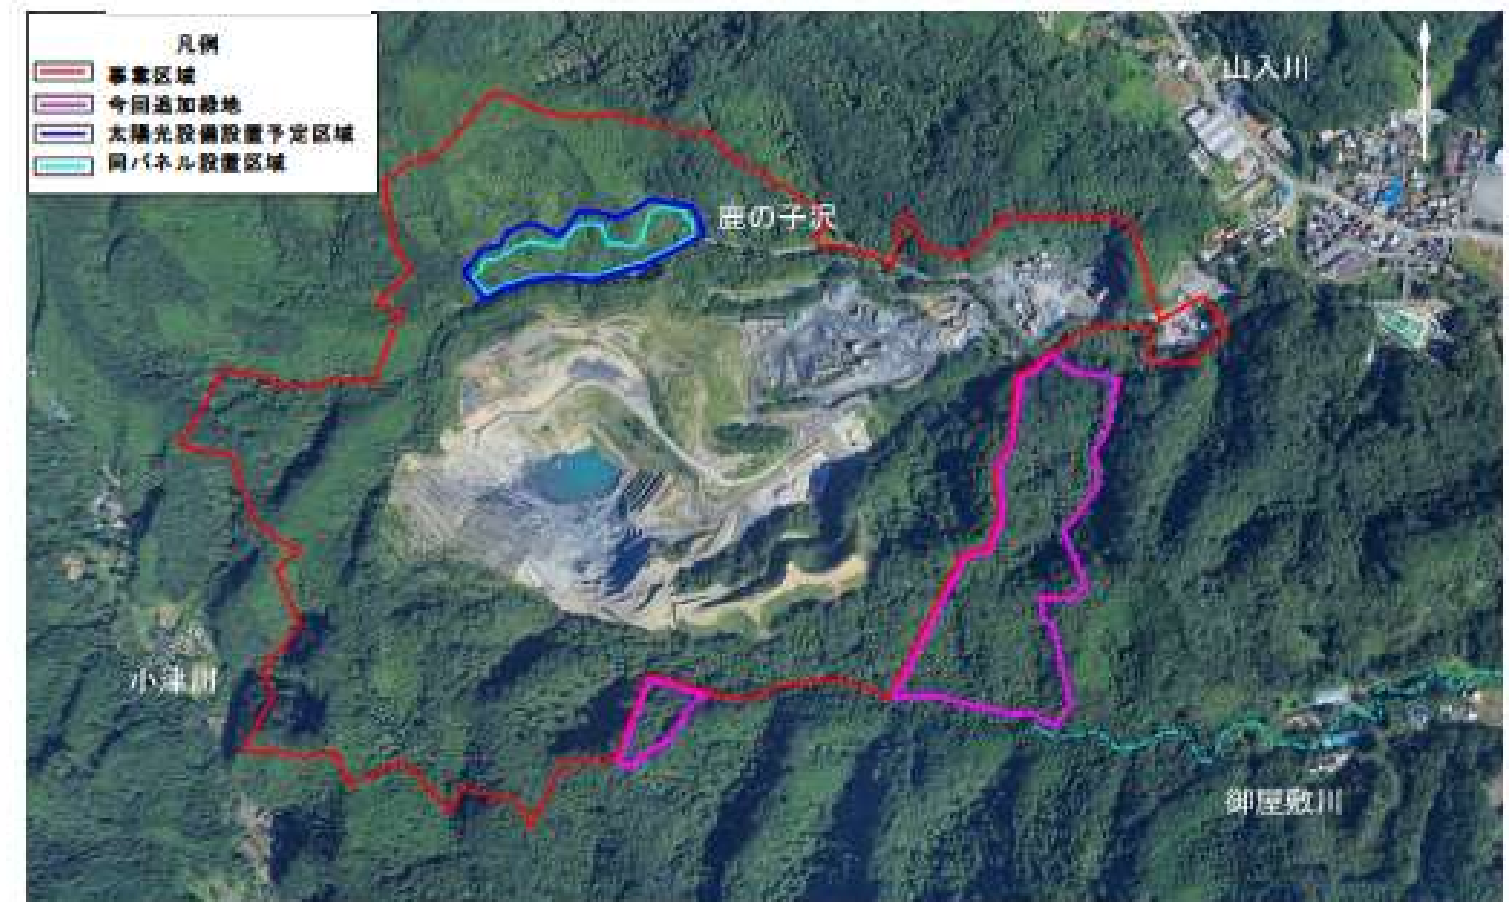 凡例
事業区域
今回追加緑地
太陽光設備設置予定区域
同パネル設置区域
山入川
鹿の子沢
小津川
御屋敷川